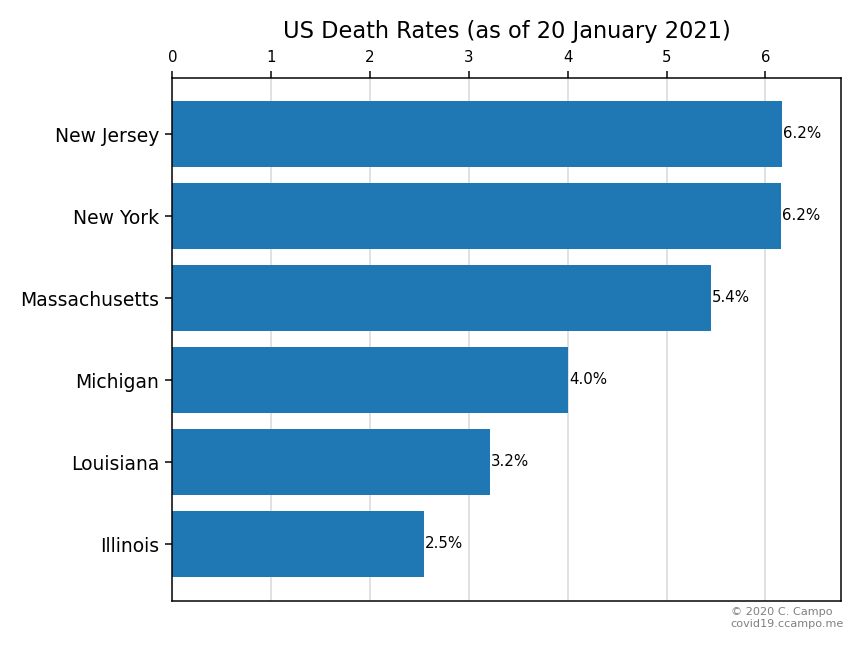 US Death Rates (as of 20 January 2021)
0 1 2 3 4 5 6
New Jersey 6.2%
New York 6.2%
Massachusetts 5.4%
Michigan 4.0%
Louisiana 3.2%
Illinois 2.5%
© 2020 C. Campo
covid19.ccampo.me